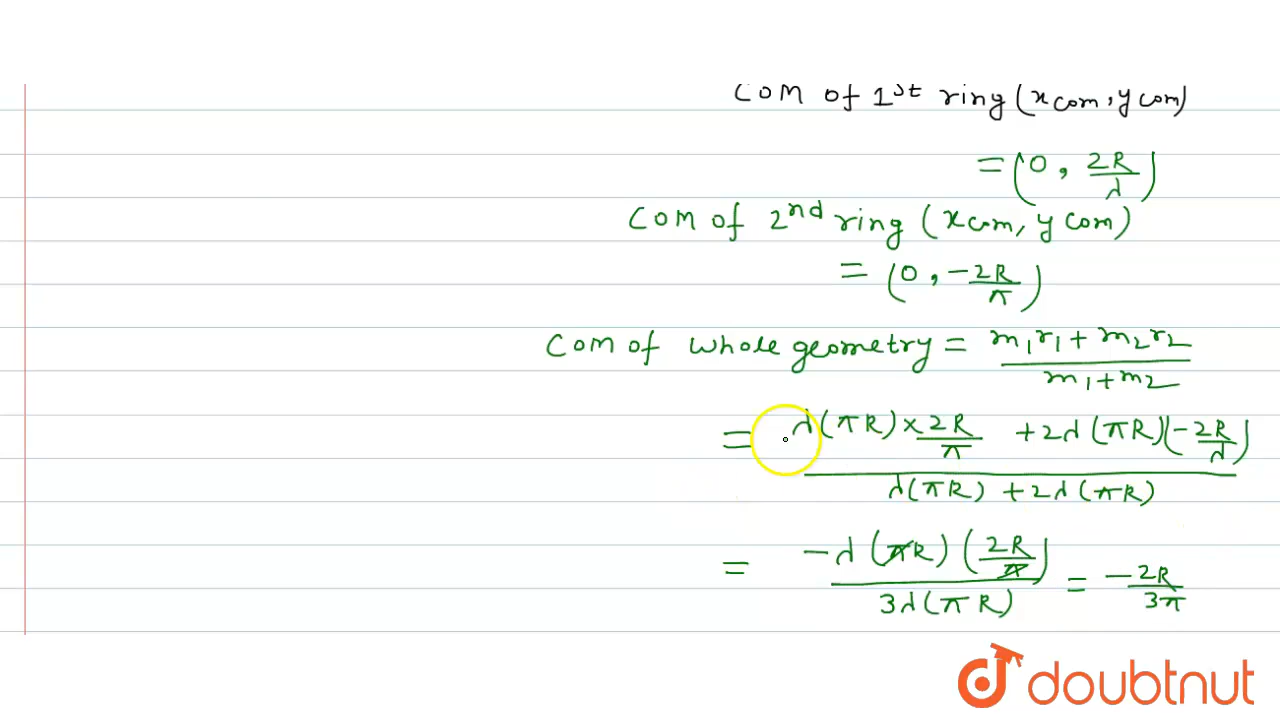 COM of 1st ring (xcom, ycom)
= (0, 2R/λ)
COM of 2nd ring (xcom, ycom)
= (0, -2R/π)
COM of whole geometry = m1r1 + m2r2 / m1 + m2
= λ(πR) × 2R/π + 2λ(πR)(-2R/λ) / λ(πR) + 2λ(πR)
= -λ(πR)(2R/π) / 3λ(πR) = -2R/3π
doubtnut